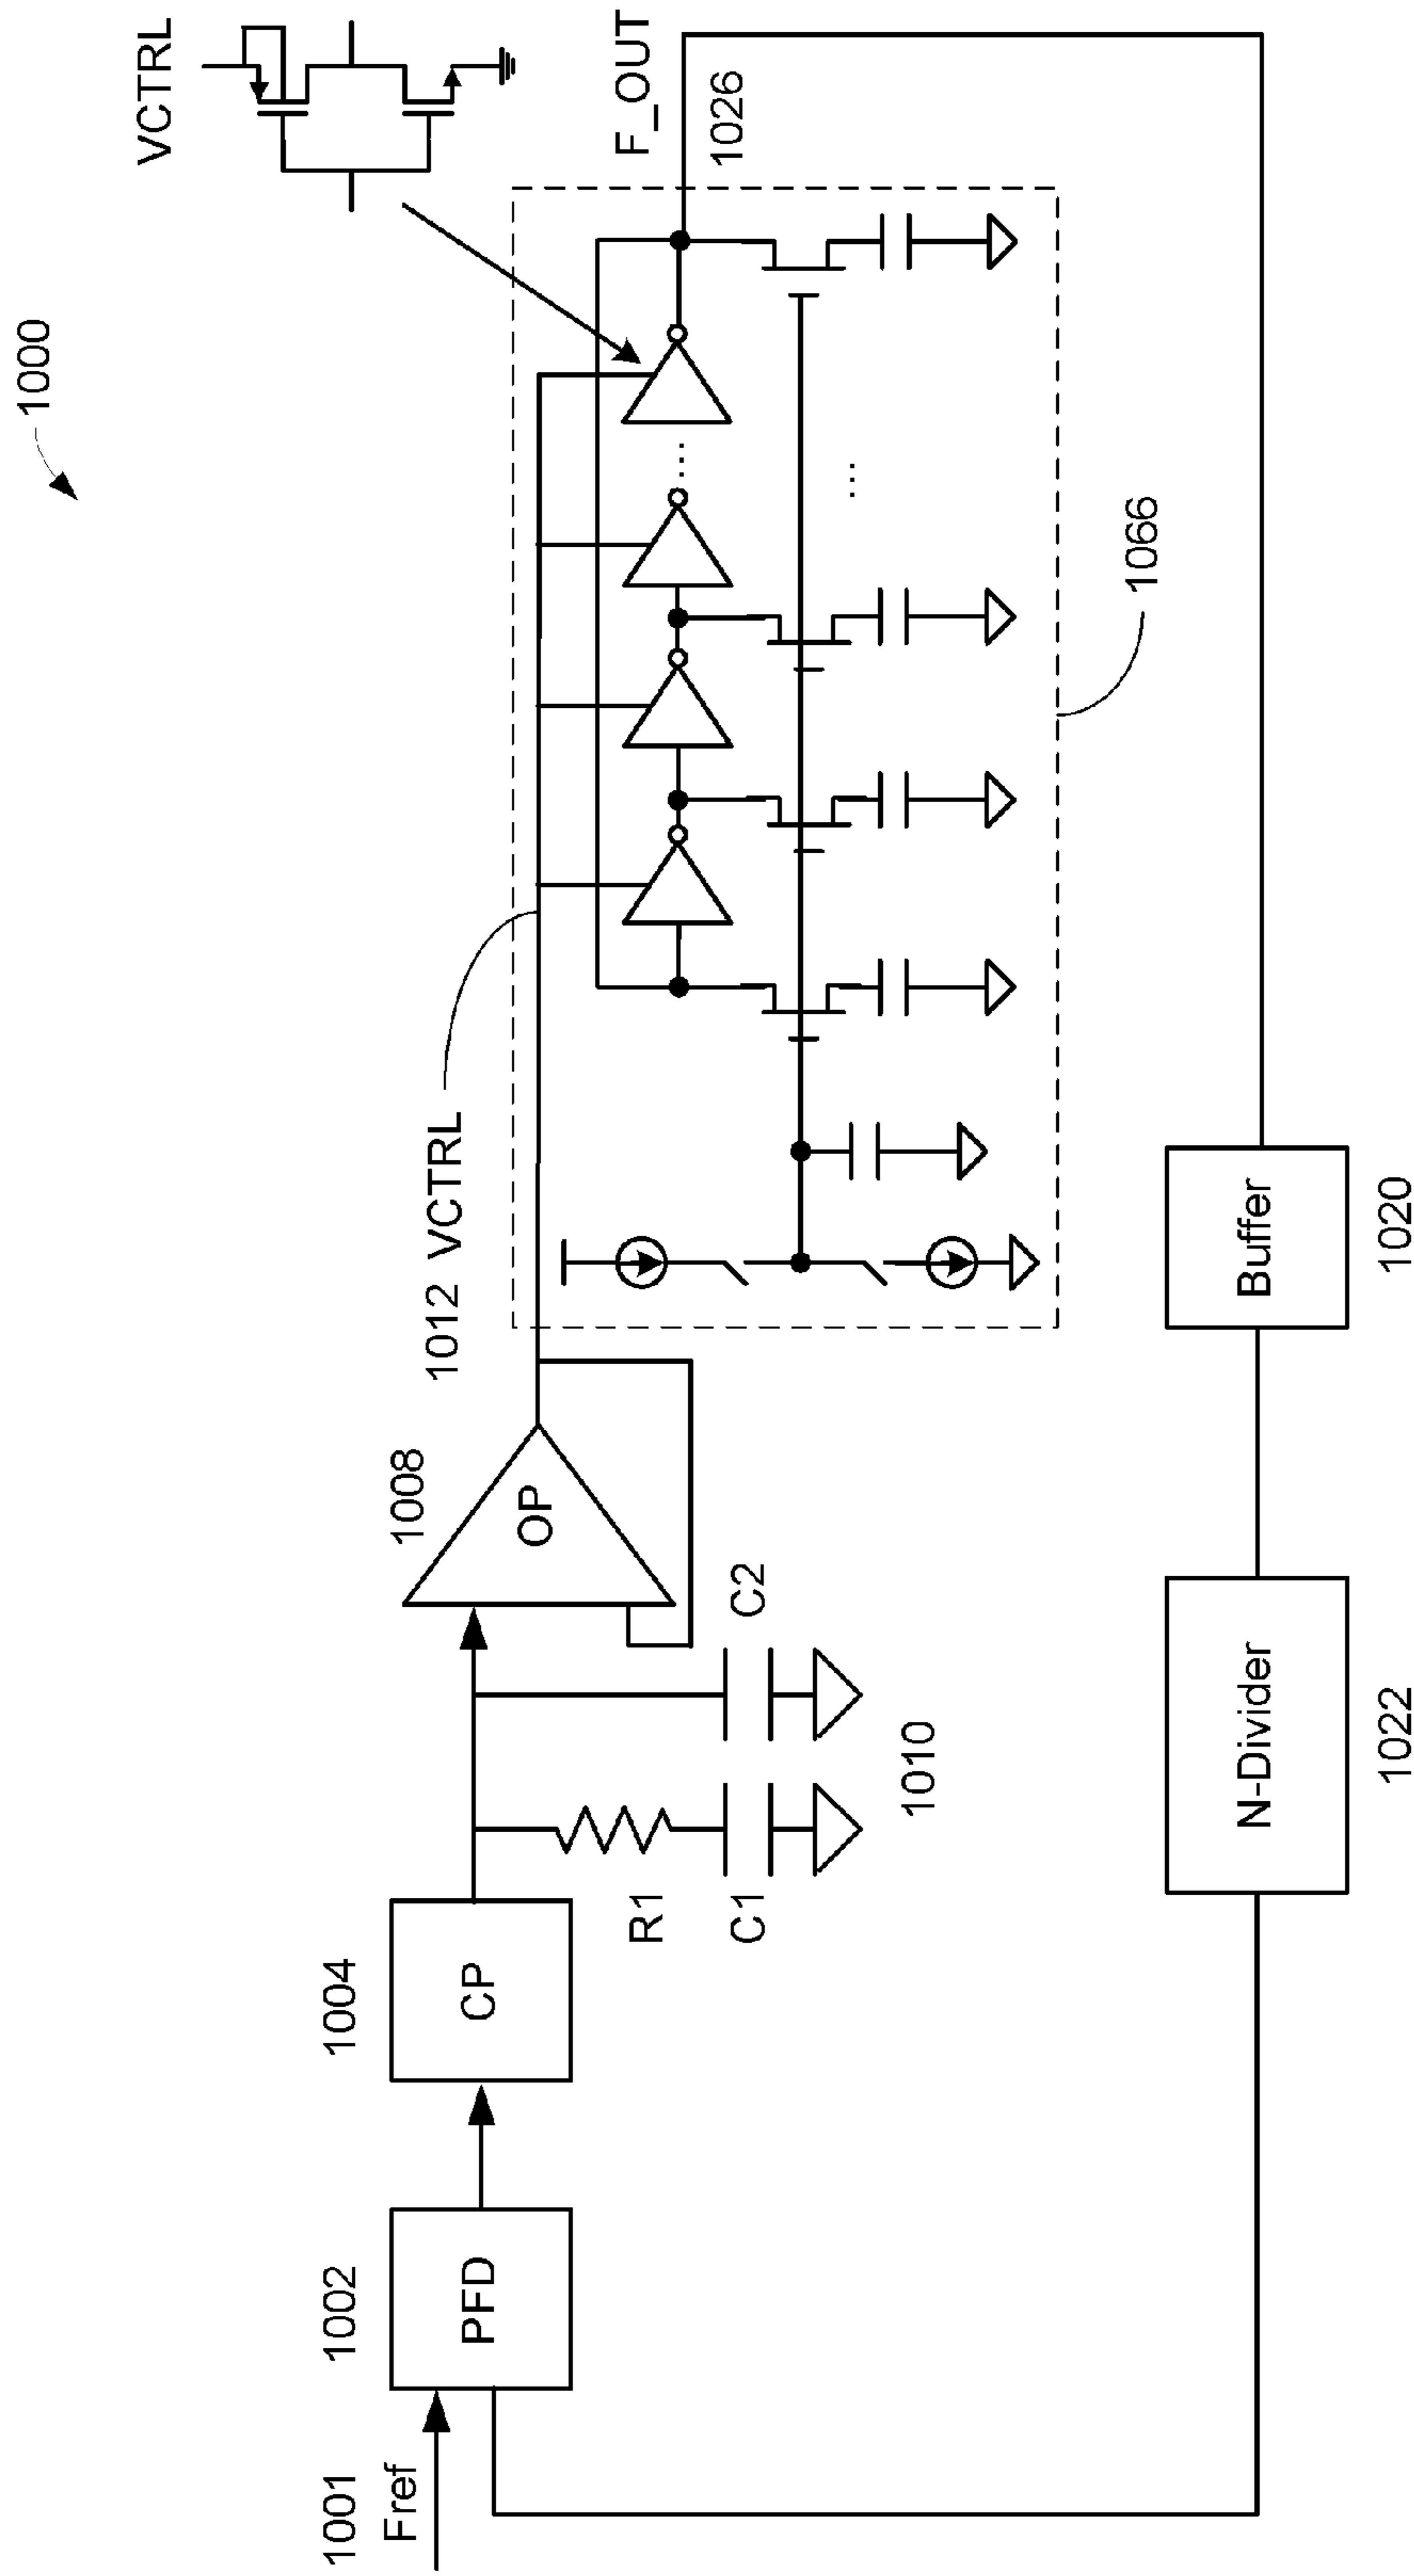 1000
VCTRL
F_OUT
1026
1012 VCTRL
1008
OP
1004
CP
1002
PFD
1001
Fref
R1
C1
C2
1010
...
...
1066
N-Divider
1022
Buffer
1020